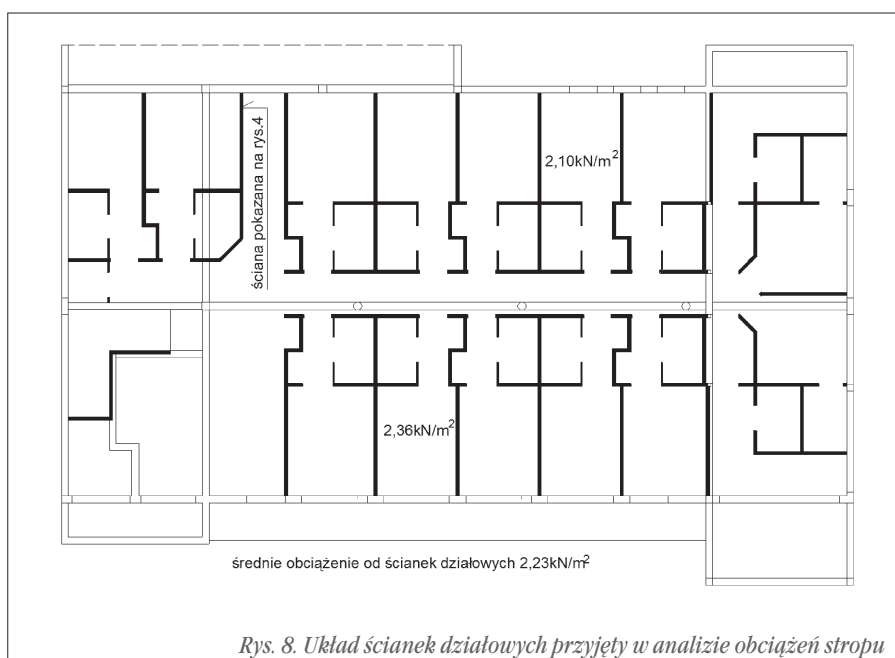 ściana pokazana na rys.4
2,10kN/m²
2,36kN/m²
średnie obciążenie od ścianek działowych 2,23kN/m²
Rys. 8. Układ ścianek działowych przyjęty w analizie obciążeń stropu